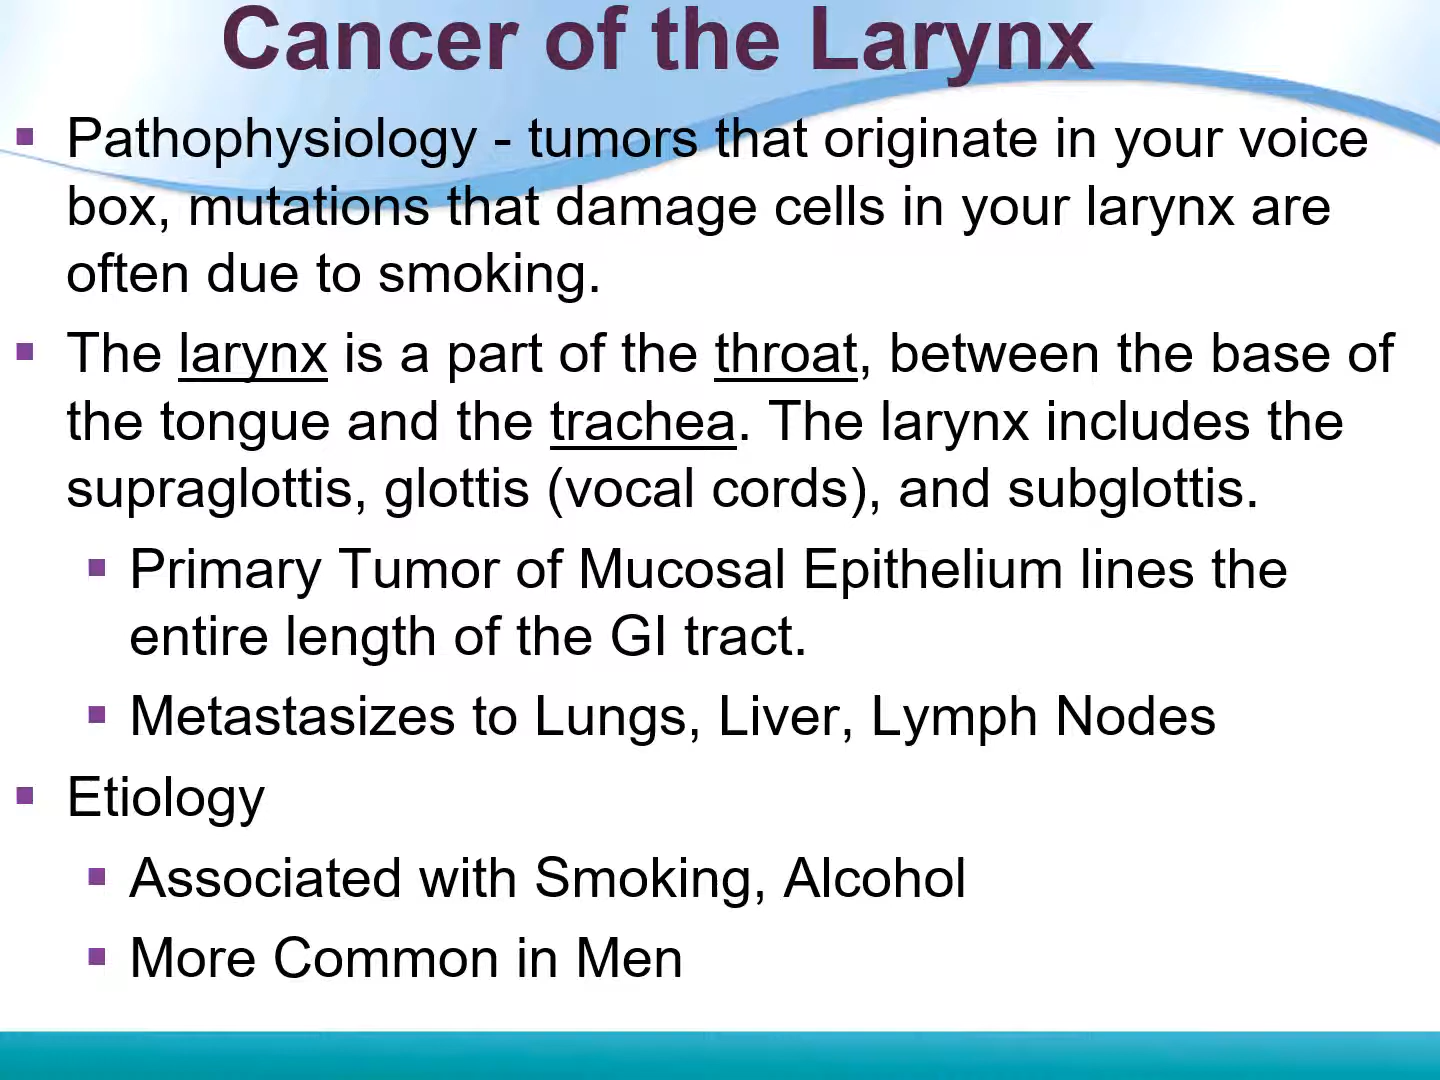 Cancer of the Larynx
Pathophysiology - tumors that originate in your voice
box, mutations that damage cells in your larynx are
often due to smoking.
The larynx is a part of the throat, between the base of
the tongue and the trachea. The larynx includes the
supraglottis, glottis (vocal cords), and subglottis.
Primary Tumor of Mucosal Epithelium lines the
entire length of the GI tract.
Metastasizes to Lungs, Liver, Lymph Nodes
Etiology
Associated with Smoking, Alcohol
More Common in Men